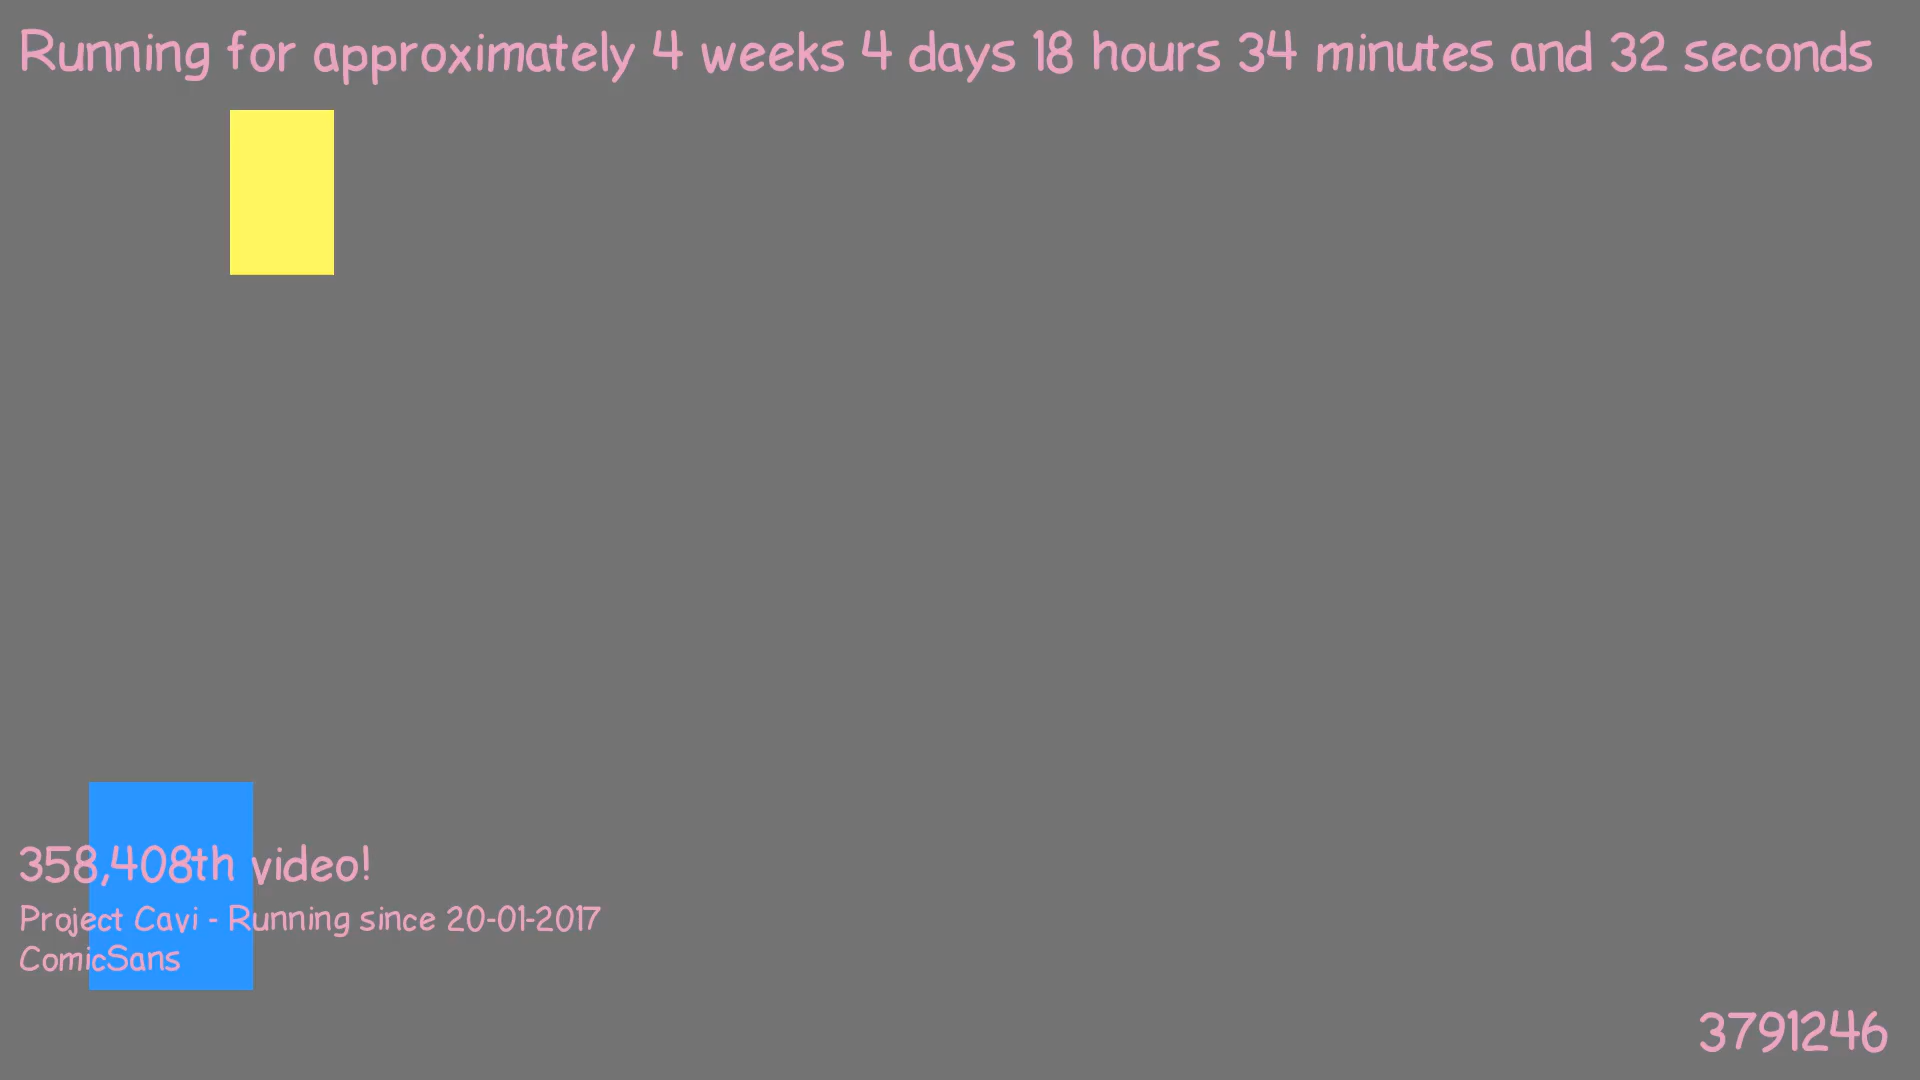 Running for approximately 4 weeks 4 days 18 hours 34 minutes and 32 seconds
358,408th video!
Project Cavi - Running since 20-01-2017
ComicSans
3791246